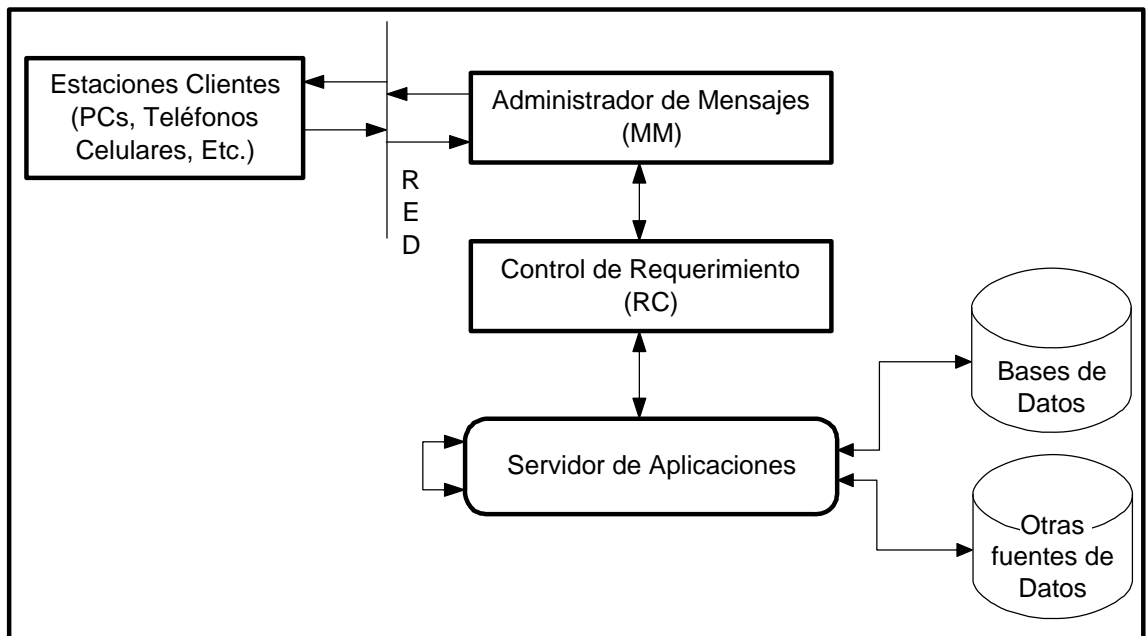 Estaciones Clientes
(PCs, Teléfonos
Celulares, Etc.)
R
E
D
Administrador de Mensajes
(MM)
Control de Requerimiento
(RC)
Servidor de Aplicaciones
Bases de
Datos
Otras
fuentes de
Datos